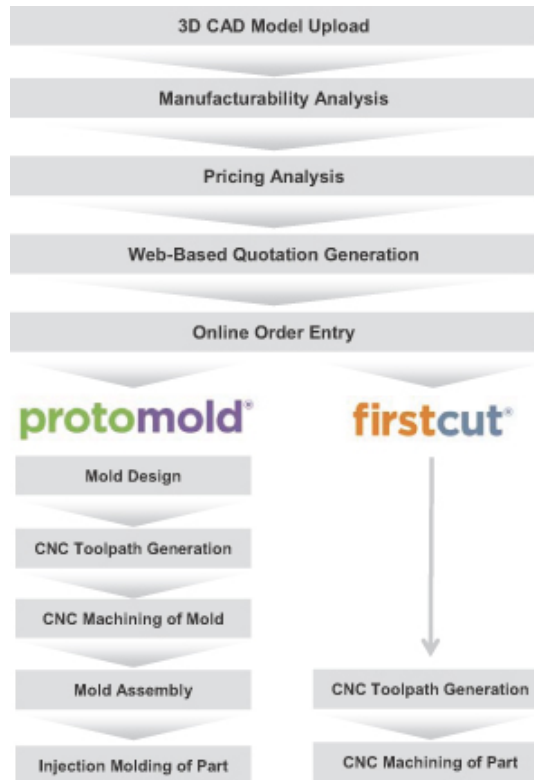 3D CAD Model Upload
Manufacturability Analysis
Pricing Analysis
Web-Based Quotation Generation
Online Order Entry
protomold®
Mold Design
CNC Toolpath Generation
CNC Machining of Mold
Mold Assembly
Injection Molding of Part
firstcut®
CNC Toolpath Generation
CNC Machining of Part